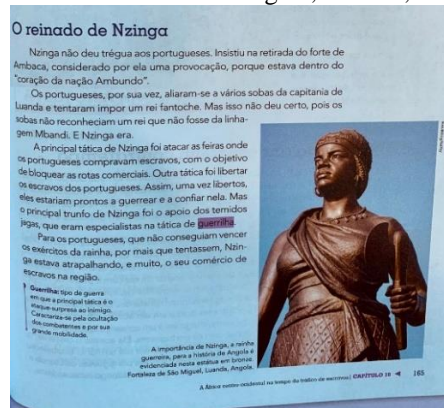 O reinado de Nzinga
Nzinga não deu trégua aos portugueses. Insistiu na retirada do forte de
Ambaca, considerado por ela uma provocação, porque estava dentro do
"coração da nação Ambundo".
Os portugueses, por sua vez, aliaram-se a vários sobas da capitania de
Luanda e tentaram impor um rei fantoche. Mas isso não deu certo, pois os
sobas não reconheciam um rei que não fosse da linha-
gem Mbandi. E Nzinga era.
A principal tática de Nzinga foi atacar as feiras onde
os portugueses compravam escravos, com o objetivo
de bloquear as rotas comerciais. Outra tática foi libertar
os escravos dos portugueses. Assim, uma vez libertos,
eles estariam prontos a guerrear e a confiar nela. Mas
o principal trunfo de Nzinga foi o apoio dos temidos
jagas, que eram especialistas na tática de guerrilha.
Para os portugueses, que não conseguiam vencer
os exércitos da rainha, por mais que tentassem, Nzin-
ga estava atrapalhando, e muito, o seu comércio de
escravos na região.
Guerrilha: tipo de guerra
em que a principal tática é o
ataque-surpresa ao inimigo.
Caracteriza-se pela ocultação
dos combatentes e por sua
grande mobilidade.
A importância de Nzinga, a rainha
guerreira, para a história de Angola é
evidenciada nesta estátua em bronze.
Fortaleza de São Miguel, Luanda, Angola.
A África centro-ocidental no tempo do tráfico de escravos | CAPÍTULO 10 ◄ 165